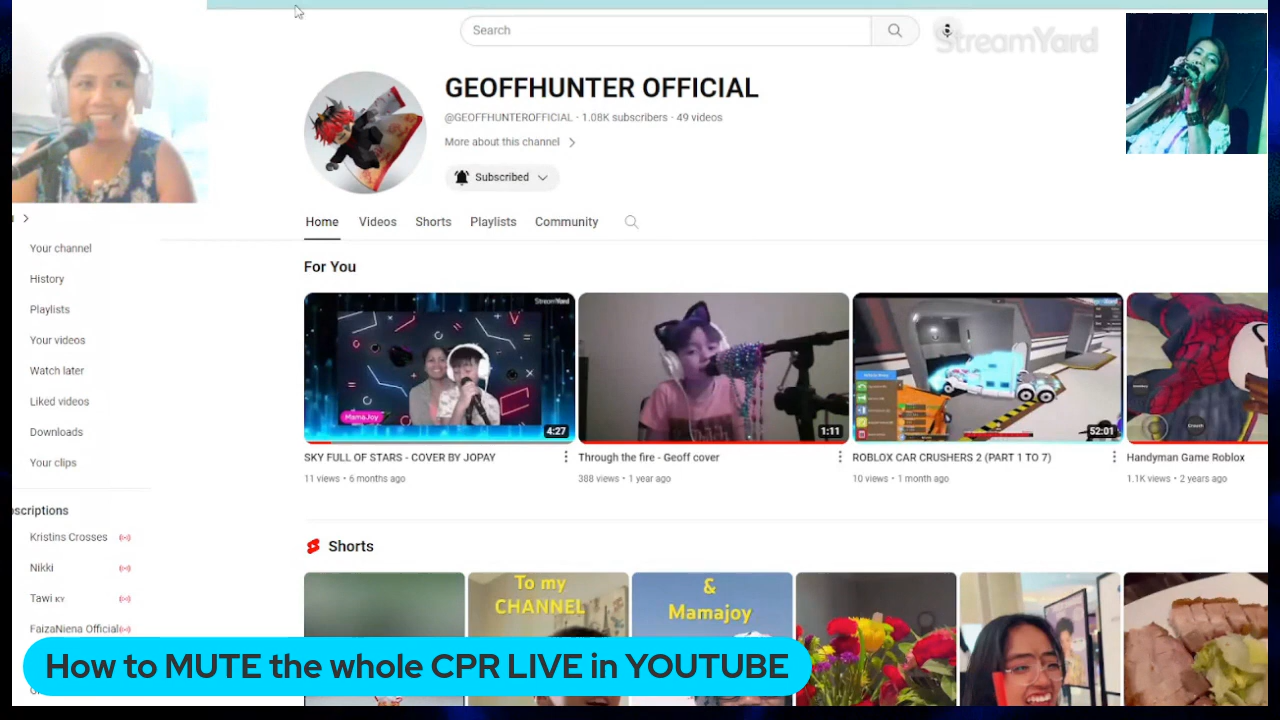 Search
StreamYard
GEOFFHUNTER OFFICIAL
@GEOFFHUNTEROFFICIAL · 1.08K subscribers · 49 videos
More about this channel
Subscribed
Home Videos Shorts Playlists Community
Your channel
History
Playlists
Your videos
Watch later
Liked videos
Downloads
Your clips
scriptions
Kristins Crosses
Nikki
Tawi KY
FaizaNiena Official
For You
StreamYard
MamaJoy
4:27
1:11
52:01
SKY FULL OF STARS - COVER BY JOPAY
11 views · 6 months ago
Through the fire - Geoff cover
388 views · 1 year ago
ROBLOX CAR CRUSHERS 2 (PART 1 TO 7)
10 views · 1 month ago
Handyman Game Roblox
1.1K views · 2 years ago
Shorts
To my
CHANNEL
&
Mamajoy
How to MUTE the whole CPR LIVE in YOUTUBE